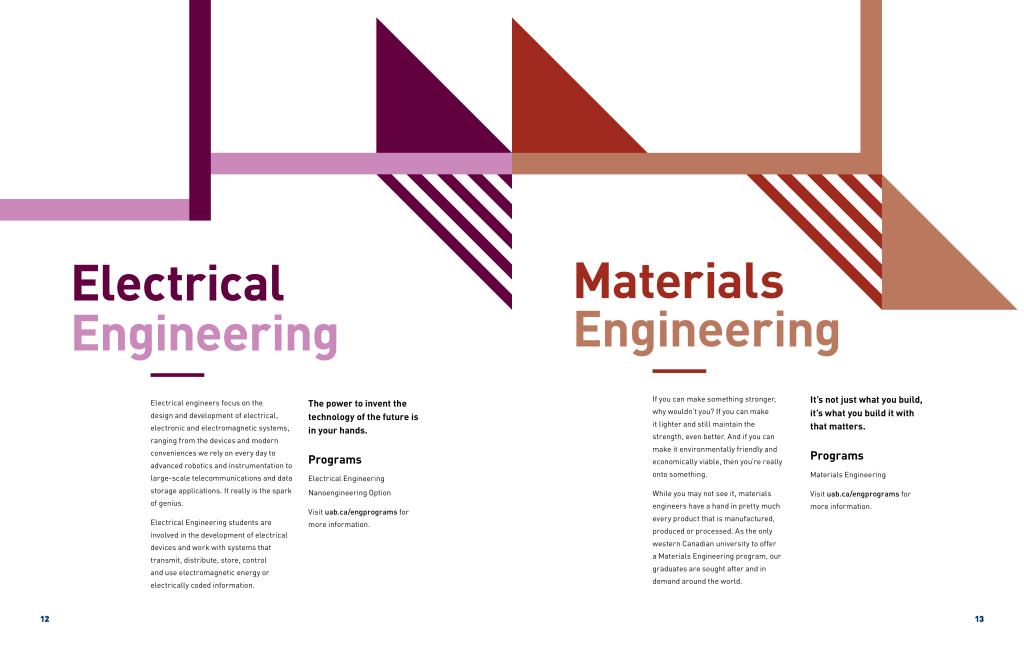 Electrical
Engineering
Electrical engineers focus on the
design and development of electrical,
electronic and electromagnetic systems,
ranging from the devices and modern
conveniences we rely on every day to
advanced robotics and instrumentation to
large-scale telecommunications and data
storage applications. It really is the spark
of genius.
Electrical Engineering students are
involved in the development of electrical
devices and work with systems that
transmit, distribute, store, control
and use electromagnetic energy or
electrically coded information.
The power to invent the
technology of the future is
in your hands.
Programs
Electrical Engineering
Nanoengineering Option
Visit uab.ca/engprograms for
more information.
12
Materials
Engineering
If you can make something stronger,
why wouldn't you? If you can make
it lighter and still maintain the
strength, even better. And if you can
make it environmentally friendly and
economically viable, then you're really
onto something.
While you may not see it, materials
engineers have a hand in pretty much
every product that is manufactured,
produced or processed. As the only
western Canadian university to offer
a Materials Engineering program, our
graduates are sought after and in
demand around the world.
It's not just what you build,
it's what you build it with
that matters.
Programs
Materials Engineering
Visit uab.ca/engprograms for
more information.
13